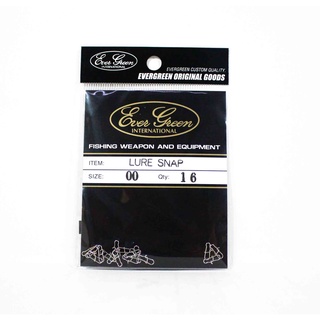 Ever Green
INTERNATIONAL
EVERGREEN CUSTOM QUALITY
EVERGREEN ORIGINAL GOODS
Ever Green
INTERNATIONAL
FISHING WEAPON AND EQUIPMENT
ITEM: LURE SNAP
SIZE: 00 Qty: 16